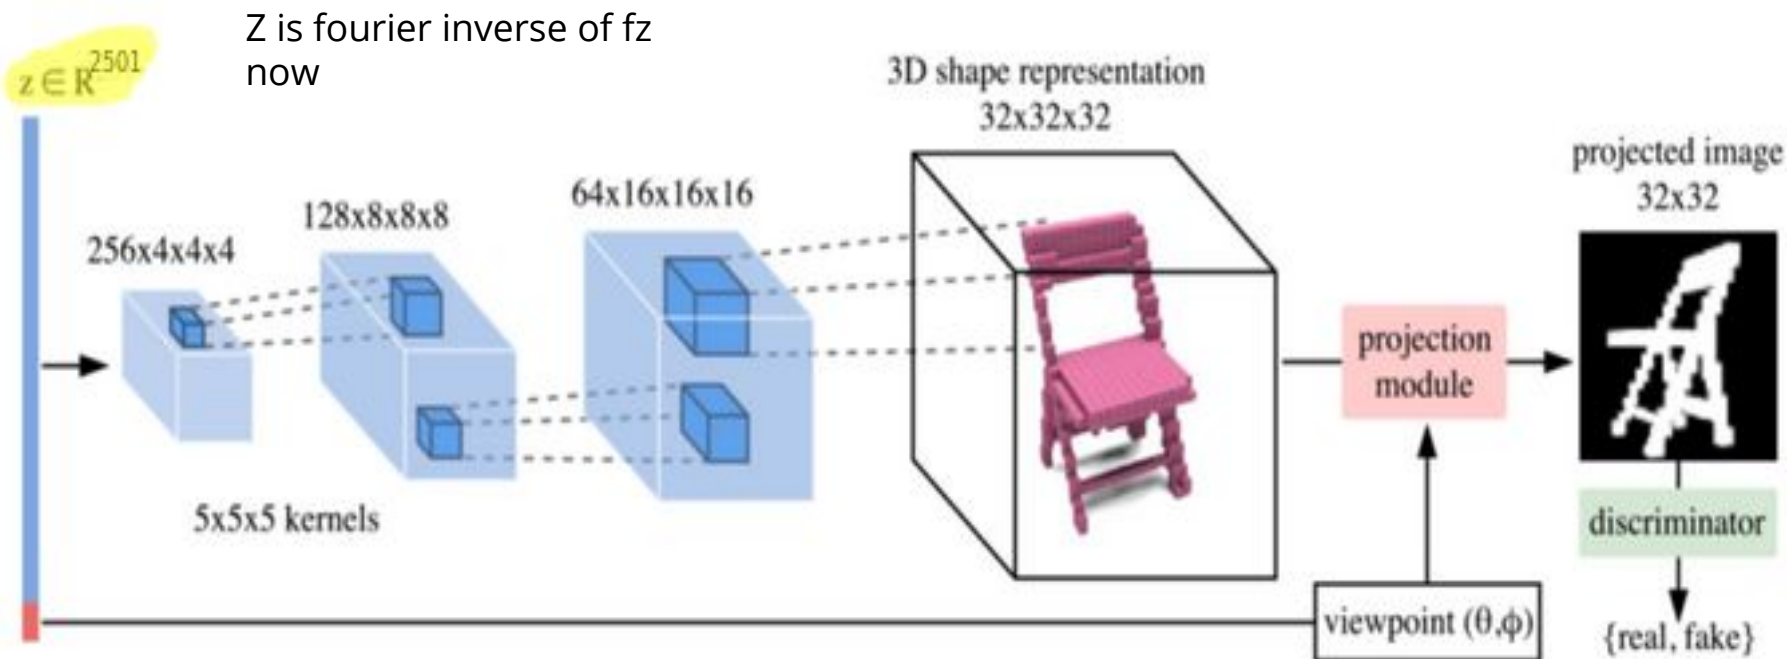 Z is fourier inverse of fz
now
z ∈ R^2501
3D shape representation
32x32x32
projected image
32x32
64x16x16x16
128x8x8x8
256x4x4x4
projection
module
5x5x5 kernels
discriminator
viewpoint (θ,ϕ)
{real, fake}